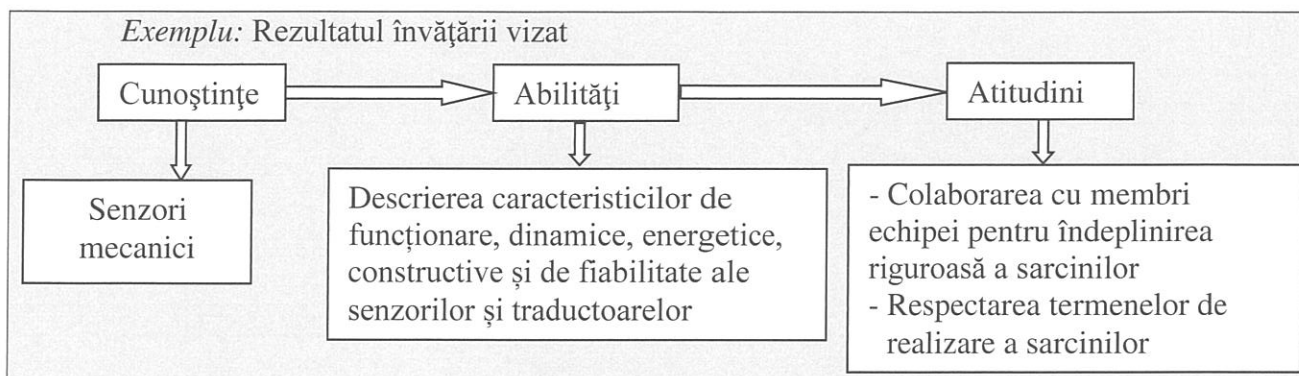 Exemplu: Rezultatul învăţării vizat
Cunoştinţe
Abilităţi
Atitudini
Senzori
mecanici
Descrierea caracteristicilor de
funcționare, dinamice, energetice,
constructive și de fiabilitate ale
senzorilor și traductoarelor
- Colaborarea cu membri
echipei pentru îndeplinirea
riguroasă a sarcinilor
- Respectarea termenelor de
realizare a sarcinilor